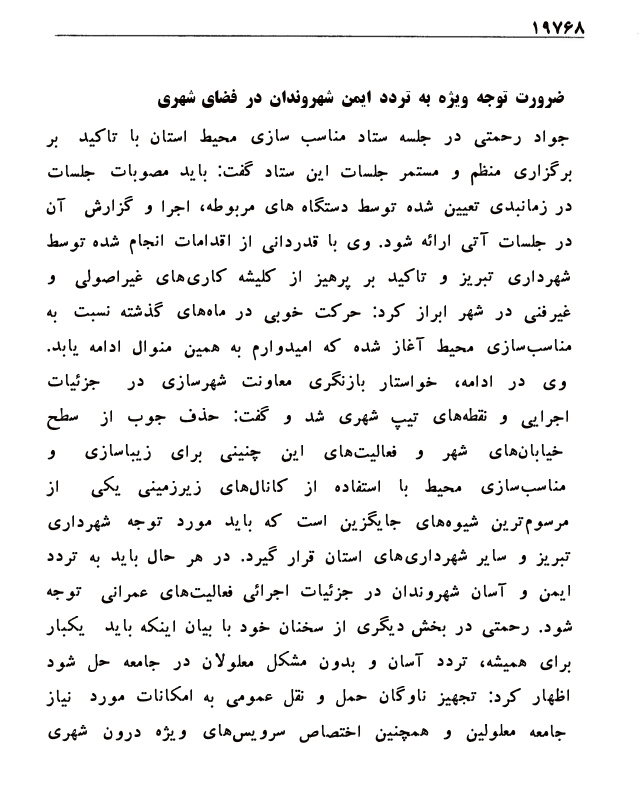 ۱۹۷۶۸
ضرورت توجه ویژه به تردد ایمن شهروندان در فضای شهری
جواد رحمتی در جلسه ستاد مناسب سازی محیط استان با تاکید بر
برگزاری منظم و مستمر جلسات این ستاد گفت: باید مصوبات جلسات
در زمانبدی تعیین شده توسط دستگاه های مربوطه، اجرا و گزارش آن
در جلسات آتی ارائه شود. وی با قدردانی از اقدامات انجام شده توسط
شهرداری تبریز و تاکید بر پرهیز از کلیشه کاری‌های غیراصولی و
غیرفنی در شهر ابراز کرد: حرکت خوبی در ماه‌های گذشته نسبت به
مناسب‌سازی محیط آغاز شده که امیدوارم به همین منوال ادامه یابد.
وی در ادامه، خواستار بازنگری معاونت شهرسازی در جزئیات
اجرایی و نقطه‌های تیپ شهری شد و گفت: حذف جوب از سطح
خیابان‌های شهر و فعالیت‌های این چنینی برای زیباسازی و
مناسب‌سازی محیط با استفاده از کانال‌های زیرزمینی یکی از
مرسوم‌ترین شیوه‌های جایگزین است که باید مورد توجه شهرداری
تبریز و سایر شهرداری‌های استان قرار گیرد. در هر حال باید به تردد
ایمن و آسان شهروندان در جزئیات اجرائی فعالیت‌های عمرانی توجه
شود. رحمتی در بخش دیگری از سخنان خود با بیان اینکه باید یکبار
برای همیشه، تردد آسان و بدون مشکل معلولان در جامعه حل شود
اظهار کرد: تجهیز ناوگان حمل و نقل عمومی به امکانات مورد نیاز
جامعه معلولین و همچنین اختصاص سرویس‌های ویژه درون شهری